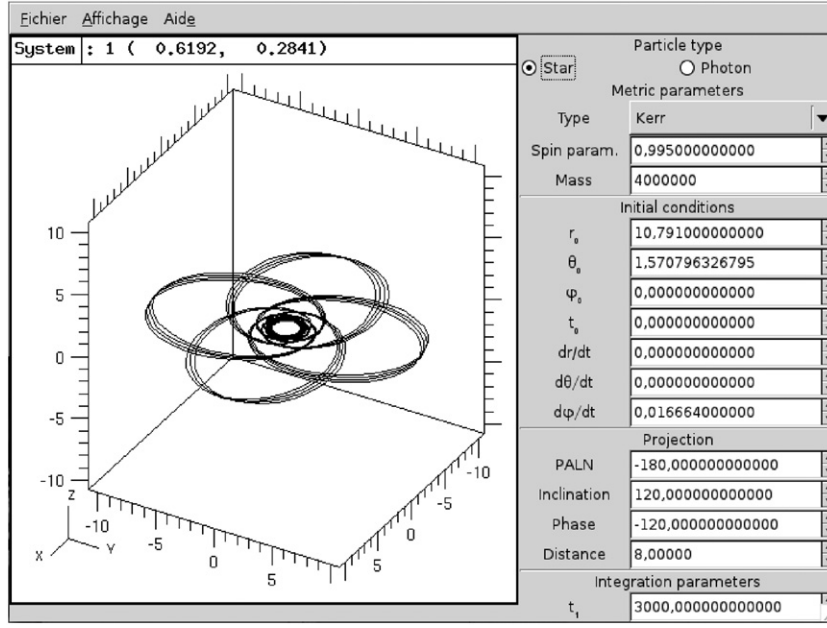 Fichier Affichage Aide
System : 1 ( 0.6192, 0.2841)
10
5
0
-5
-10
Z
X
Y
-10
-5
0
5
5
0
-5
-10
Particle type
Star Photon
Metric parameters
Type Kerr
Spin param. 0,995000000000
Mass 4000000
Initial conditions
r₀ 10,791000000000
θ₀ 1,570796326795
φ₀ 0,000000000000
t₀ 0,000000000000
dr/dt 0,000000000000
dθ/dt 0,000000000000
dφ/dt 0,016664000000
Projection
PALN -180,000000000000
Inclination 120,000000000000
Phase -120,000000000000
Distance 8,00000
Integration parameters
t₁ 3000,000000000000